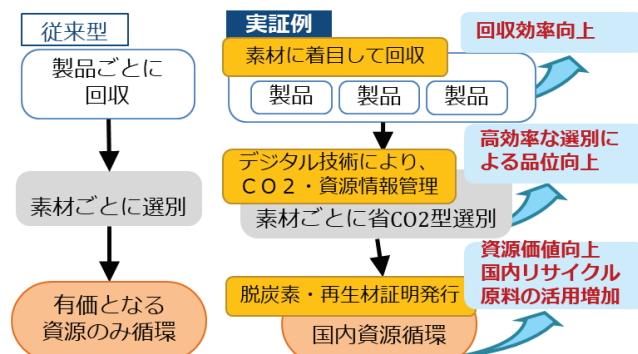 従来型
製品ごとに
回収
素材ごとに選別
有価となる
資源のみ循環
実証例
素材に着目して回収
製品 製品 製品
回収効率向上
デジタル技術により、
CO2・資源情報管理
素材ごとに省CO2型選別
高効率な選別に
よる品位向上
脱炭素・再生材証明発行
国内資源循環
資源価値向上
国内リサイクル
原料の活用増加